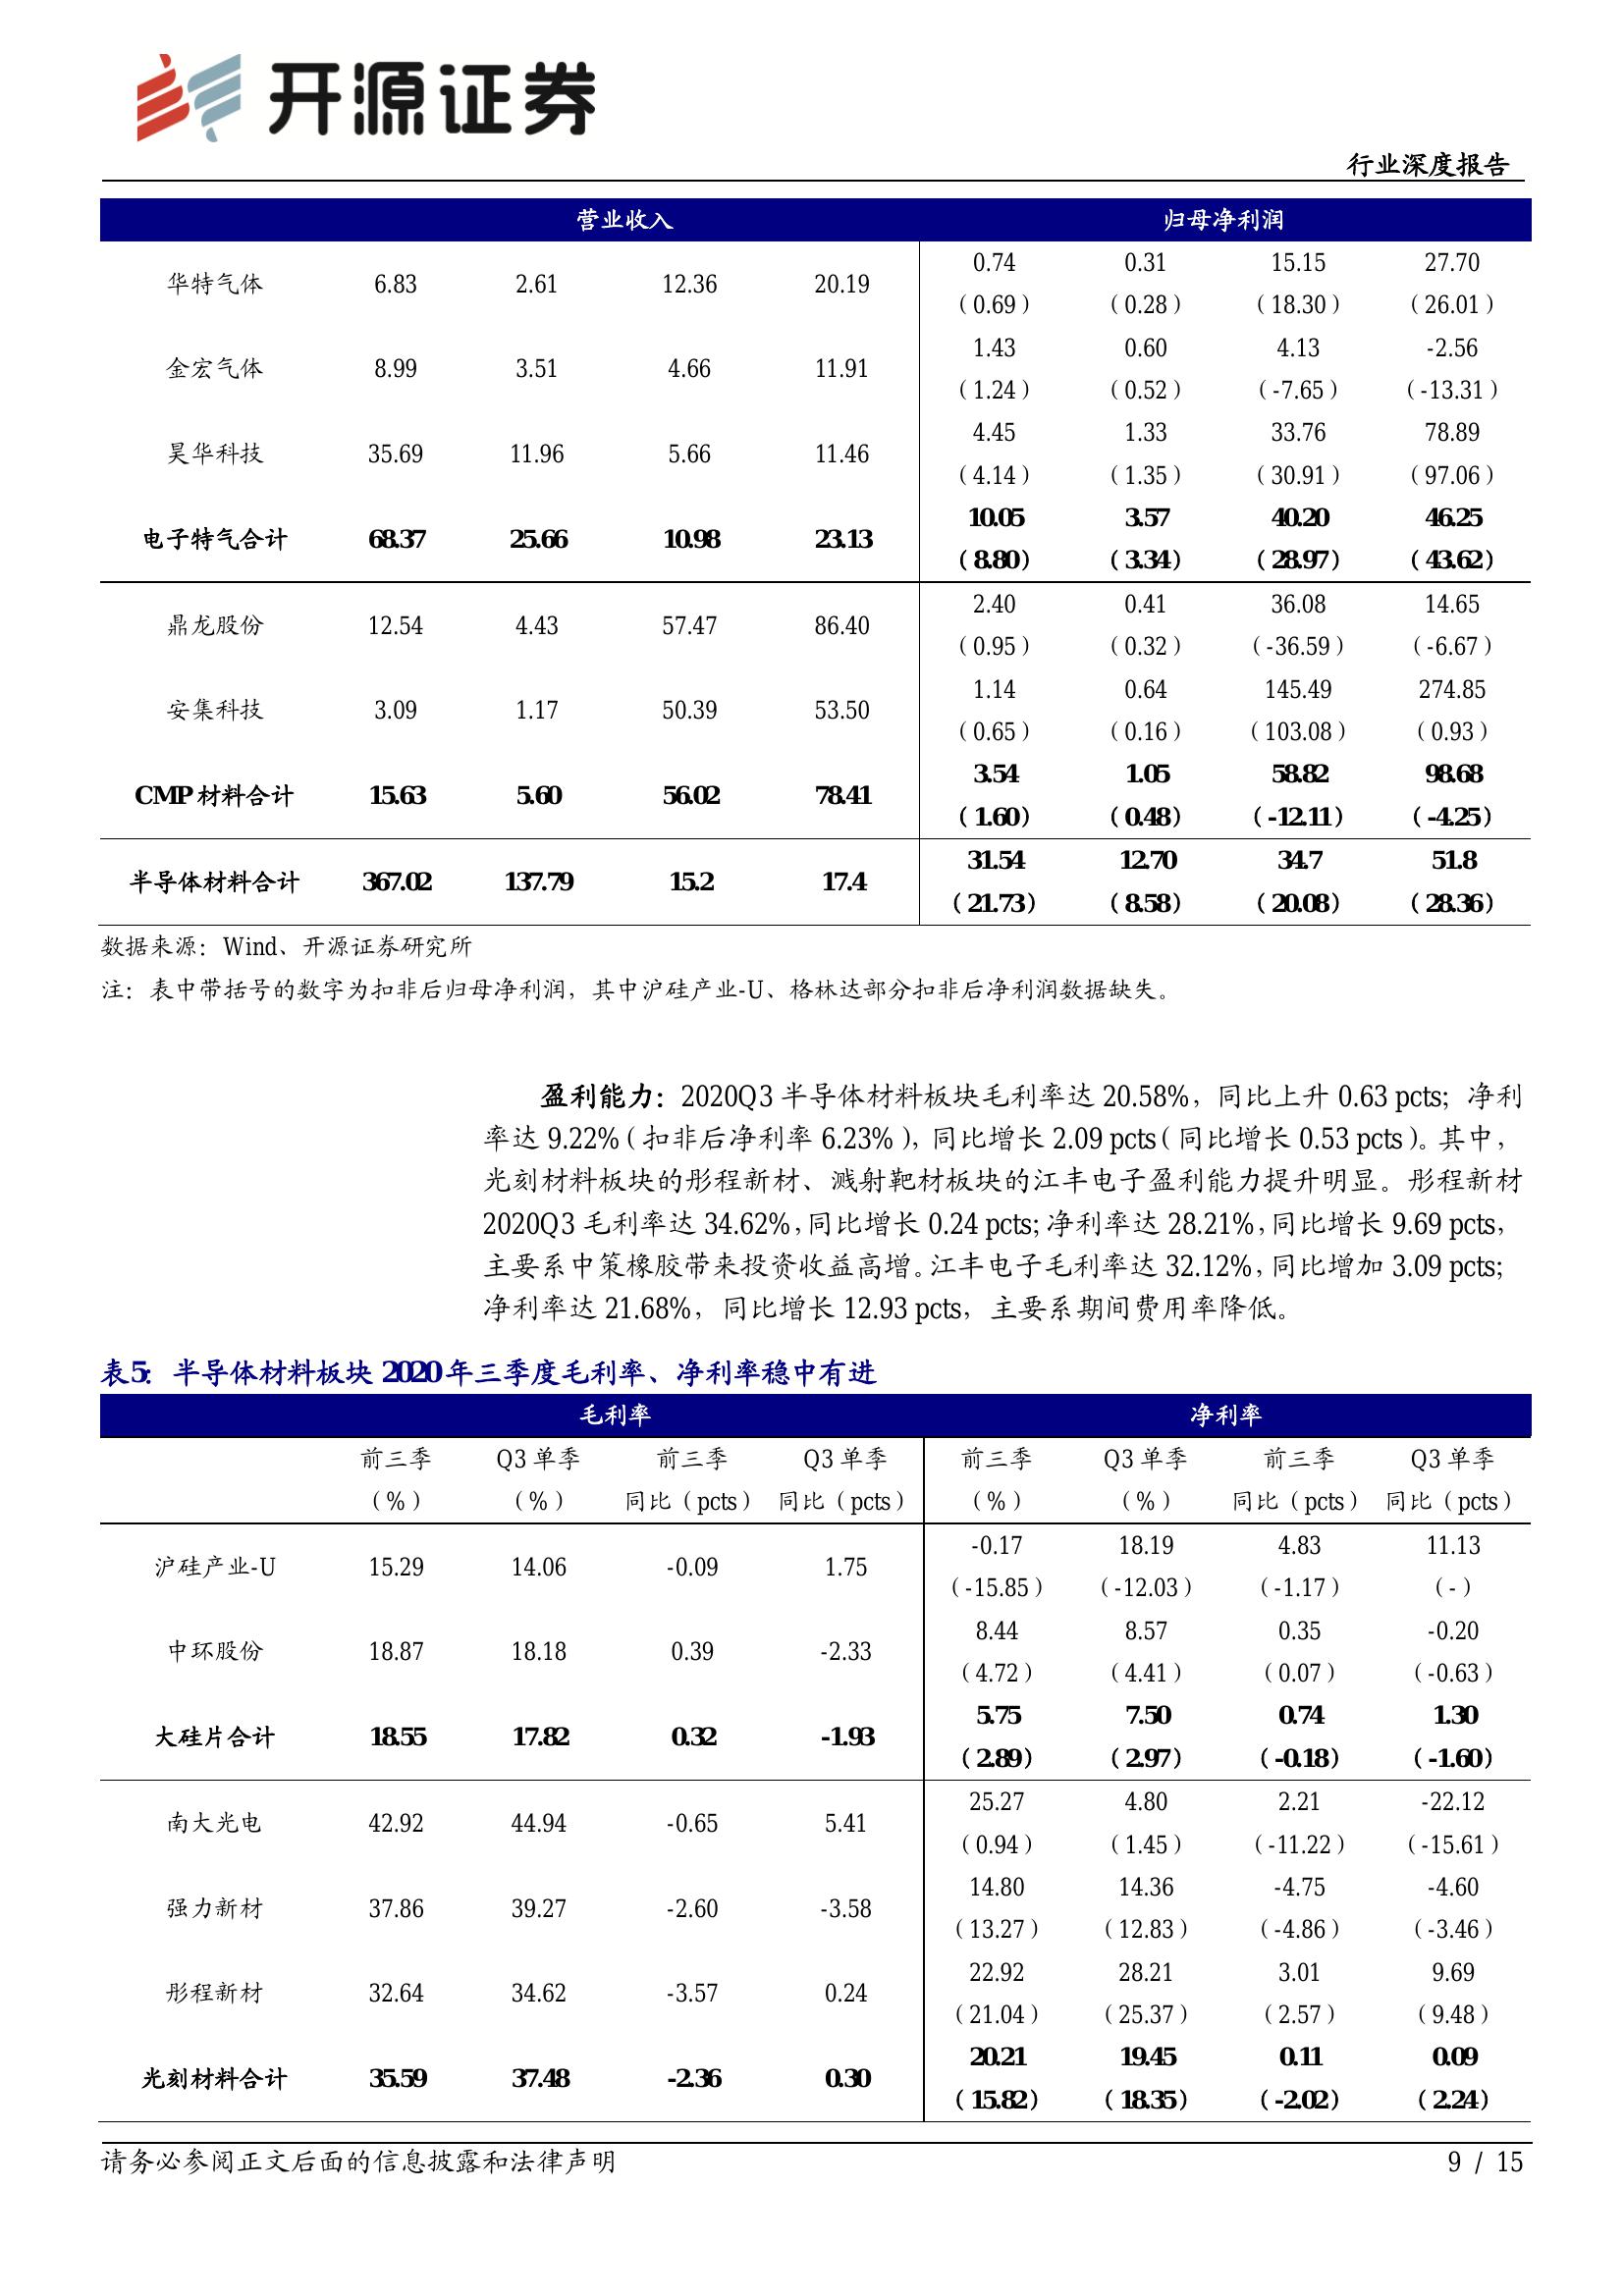 开源证券
行业深度报告
营业收入 归母净利润
华特气体 6.83 2.61 12.36 20.19 0.74 0.31 15.15 27.70
（0.69） （0.28） （18.30） （26.01）
金宏气体 8.99 3.51 4.66 11.91 1.43 0.60 4.13 -2.56
（1.24） （0.52） （-7.65） （-13.31）
昊华科技 35.69 11.96 5.66 11.46 4.45 1.33 33.76 78.89
（4.14） （1.35） （30.91） （97.06）
电子特气合计 68.37 25.66 10.98 23.13 10.05 3.57 40.20 46.25
（8.80） （3.34） （28.97） （43.62）
鼎龙股份 12.54 4.43 57.47 86.40 2.40 0.41 36.08 14.65
（0.95） （0.32） （-36.59） （-6.67）
安集科技 3.09 1.17 50.39 53.50 1.14 0.64 145.49 274.85
（0.65） （0.16） （103.08） （0.93）
CMP 材料合计 15.63 5.60 56.02 78.41 3.54 1.05 58.82 98.68
（1.60） （0.48） （-12.11） （-4.25）
半导体材料合计 367.02 137.79 15.2 17.4 31.54 12.70 34.7 51.8
（21.73） （8.58） （20.08） （28.36）
数据来源：Wind、开源证券研究所
注：表中带括号的数字为扣非后归母净利润，其中沪硅产业-U、格林达部分扣非后净利润数据缺失。
盈利能力：2020Q3 半导体材料板块毛利率达 20.58%，同比上升 0.63 pcts；净利
率达 9.22%（扣非后净利率 6.23%），同比增长 2.09 pcts（同比增长 0.53 pcts）。其中，
光刻材料板块的彤程新材、溅射靶材板块的江丰电子盈利能力提升明显。彤程新材
2020Q3 毛利率达 34.62%，同比增长 0.24 pcts；净利率达 28.21%，同比增长 9.69 pcts，
主要系中策橡胶带来投资收益高增。江丰电子毛利率达 32.12%，同比增加 3.09 pcts；
净利率达 21.68%，同比增长 12.93 pcts，主要系期间费用率降低。
表5：半导体材料板块 2020 年三季度毛利率、净利率稳中有进
毛利率 净利率
前三季 Q3 单季 前三季 Q3 单季 前三季 Q3 单季 前三季 Q3 单季
（%） （%） 同比（pcts） 同比（pcts） （%） （%） 同比（pcts） 同比（pcts）
沪硅产业-U 15.29 14.06 -0.09 1.75 -0.17 18.19 4.83 11.13
（-15.85） （-12.03） （-1.17） （-）
中环股份 18.87 18.18 0.39 -2.33 8.44 8.57 0.35 -0.20
（4.72） （4.41） （0.07） （-0.63）
大硅片合计 18.55 17.82 0.32 -1.93 5.75 7.50 0.74 1.30
（2.89） （2.97） （-0.18） （-1.60）
南大光电 42.92 44.94 -0.65 5.41 25.27 4.80 2.21 -22.12
（0.94） （1.45） （-11.22） （-15.61）
强力新材 37.86 39.27 -2.60 -3.58 14.80 14.36 -4.75 -4.60
（13.27） （12.83） （-4.86） （-3.46）
彤程新材 32.64 34.62 -3.57 0.24 22.92 28.21 3.01 9.69
（21.04） （25.37） （2.57） （9.48）
光刻材料合计 35.59 37.48 -2.36 0.30 20.21 19.45 0.11 0.09
（15.82） （18.35） （-2.02） （2.24）
请务必参阅正文后面的信息披露和法律声明 9 / 15